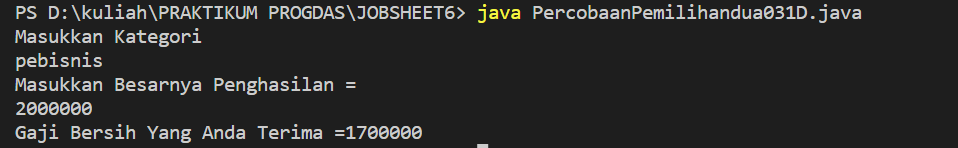 PS D:\kuliah\PRAKTIKUM PROGDAS\JOBSHEET6> java PercobaanPemilihandua031D.java
Masukkan Kategori
pebisnis
Masukkan Besarnya Penghasilan =
2000000
Gaji Bersih Yang Anda Terima =1700000